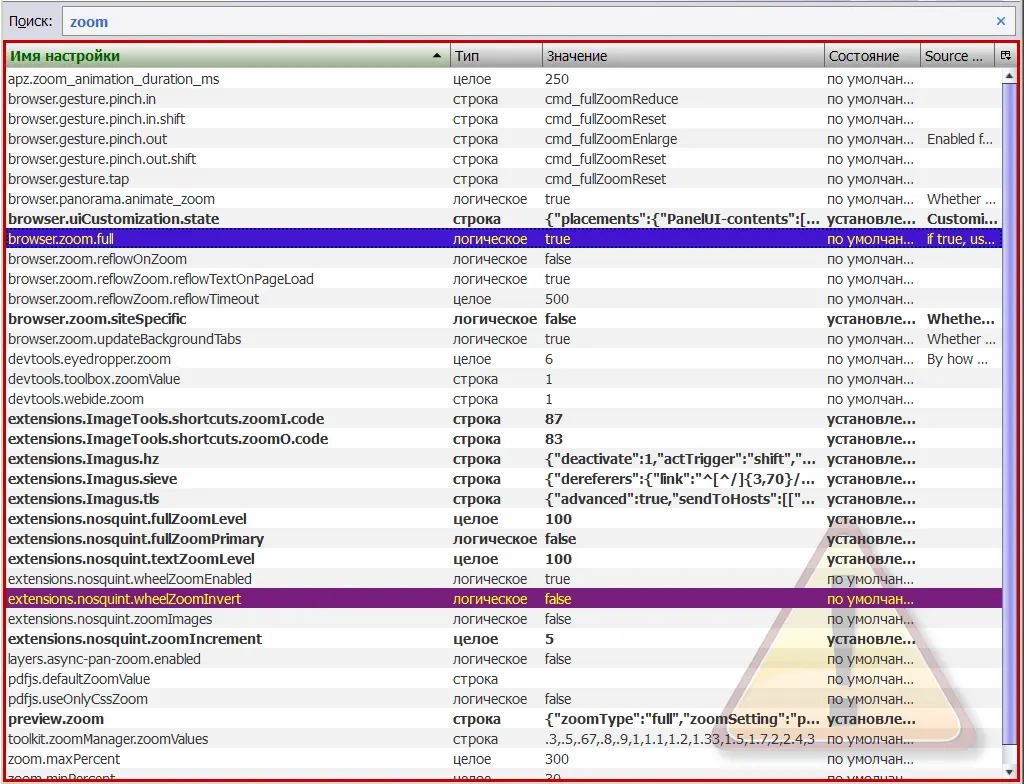 Поиск: zoom
Имя настройки Тип Значение Состояние Source ...
apz.zoom_animation_duration_ms целое 250 по умолчан...
browser.gesture.pinch.in строка cmd_fullZoomReduce по умолчан...
browser.gesture.pinch.in.shift строка cmd_fullZoomReset по умолчан...
browser.gesture.pinch.out строка cmd_fullZoomEnlarge по умолчан... Enabled f...
browser.gesture.pinch.out.shift строка cmd_fullZoomReset по умолчан...
browser.gesture.tap строка cmd_fullZoomReset по умолчан...
browser.panorama.animate_zoom логическое true по умолчан... Whether ...
browser.uiCustomization.state строка {"placements":{"PanelUI-contents":[... установле... Customi...
browser.zoom.full логическое true по умолчан... if true, us...
browser.zoom.reflowOnZoom логическое false по умолчан...
browser.zoom.reflowZoom.reflowTextOnPageLoad логическое true по умолчан...
browser.zoom.reflowZoom.reflowTimeout целое 500 по умолчан...
browser.zoom.siteSpecific логическое false установле... Whethe...
browser.zoom.updateBackgroundTabs логическое true по умолчан... Whether ...
devtools.eyedropper.zoom целое 6 по умолчан... By how ...
devtools.toolbox.zoomValue строка 1 по умолчан...
devtools.webide.zoom строка 1 по умолчан...
extensions.ImageTools.shortcuts.zoomI.code строка 87 установле...
extensions.ImageTools.shortcuts.zoomO.code строка 83 установле...
extensions.Imagus.hz строка {"deactivate":1,"actTrigger":"shift","... установле...
extensions.Imagus.sieve строка {"dereferers":{"link":"^[^/]{3,70}/... установле...
extensions.Imagus.tls строка {"advanced":true,"sendToHosts":[["... установле...
extensions.nosquint.fullZoomLevel целое 100 установле...
extensions.nosquint.fullZoomPrimary логическое false установле...
extensions.nosquint.textZoomLevel целое 100 установле...
extensions.nosquint.wheelZoomEnabled логическое true по умолчан...
extensions.nosquint.wheelZoomInvert логическое false по умолчан...
extensions.nosquint.zoomImages логическое false по умолчан...
extensions.nosquint.zoomIncrement целое 5 установле...
layers.async-pan-zoom.enabled логическое false по умолчан...
pdfjs.defaultZoomValue строка по умолчан...
pdfjs.useOnlyCssZoom логическое false по умолчан...
preview.zoom строка {"zoomType":"full","zoomSetting":"p... установле...
toolkit.zoomManager.zoomValues строка .3,.5,.67,.8,.9,1,1.1,1.2,1.33,1.5,1.7,2,2.4,3 по умолчан...
zoom.maxPercent целое 300 по умолчан...
zoom.minPercent целое 30 по умолчан...